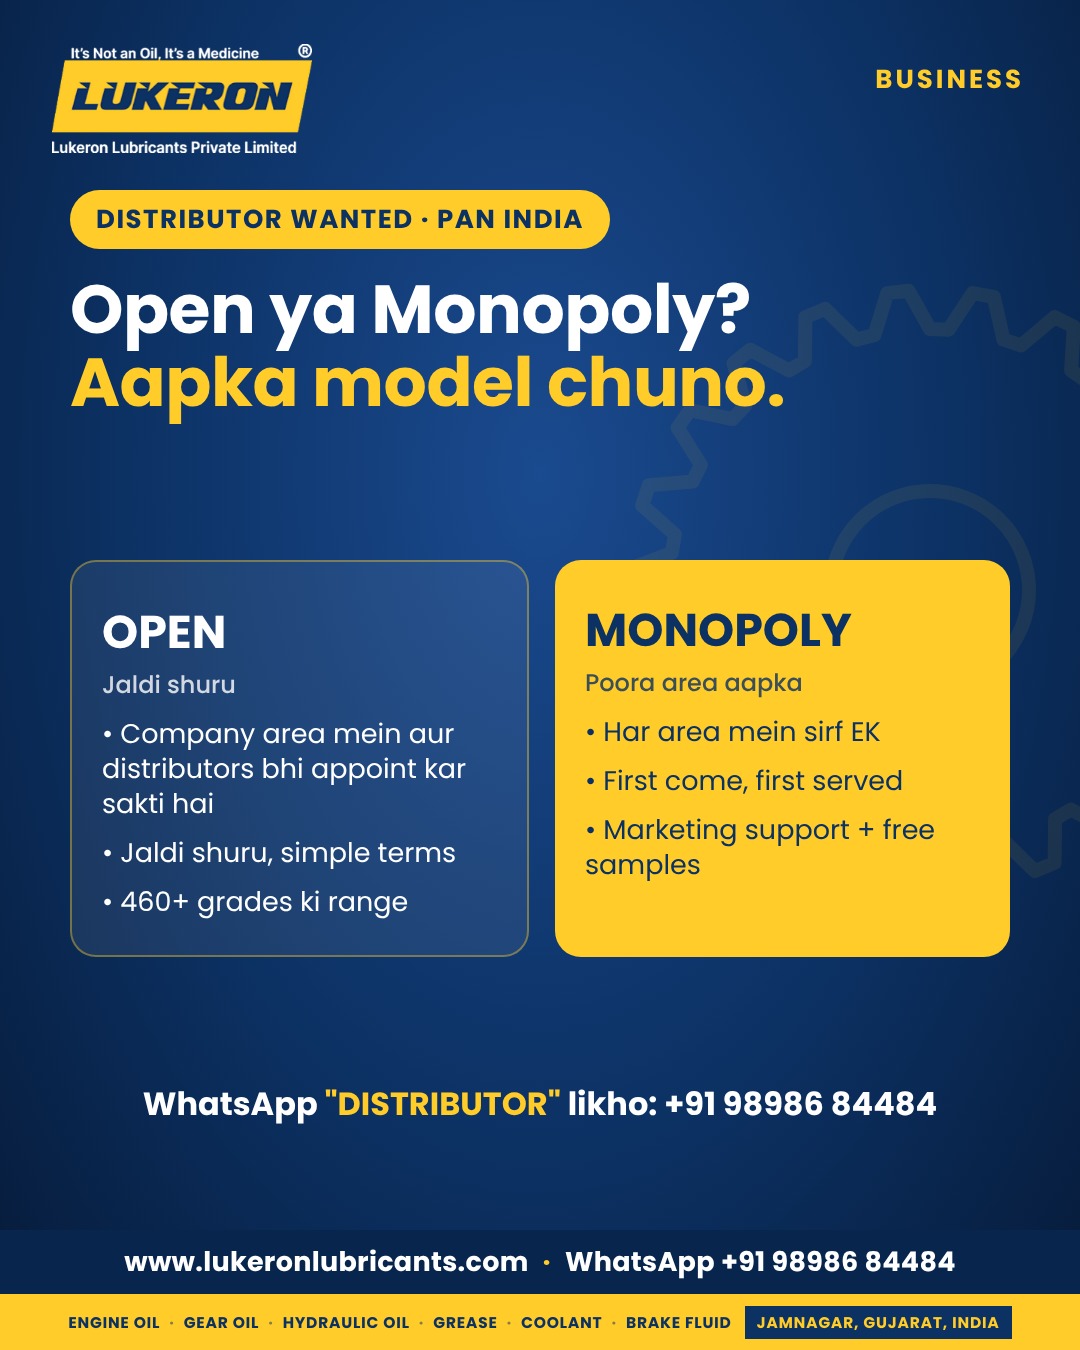 It's Not an Oil, It's a Medicine ®
LUKERON
Lukeron Lubricants Private Limited
BUSINESS
DISTRIBUTOR WANTED · PAN INDIA
Open ya Monopoly?
Aapka model chuno.
OPEN
Jaldi shuru
• Company area mein aur
distributors bhi appoint kar
sakti hai
• Jaldi shuru, simple terms
• 460+ grades ki range
MONOPOLY
Poora area aapka
• Har area mein sirf EK
• First come, first served
• Marketing support + free
samples
WhatsApp "DISTRIBUTOR" likho: +91 98986 84484
www.lukeronlubricants.com · WhatsApp +91 98986 84484
ENGINE OIL · GEAR OIL · HYDRAULIC OIL · GREASE · COOLANT · BRAKE FLUID JAMNAGAR, GUJARAT, INDIA